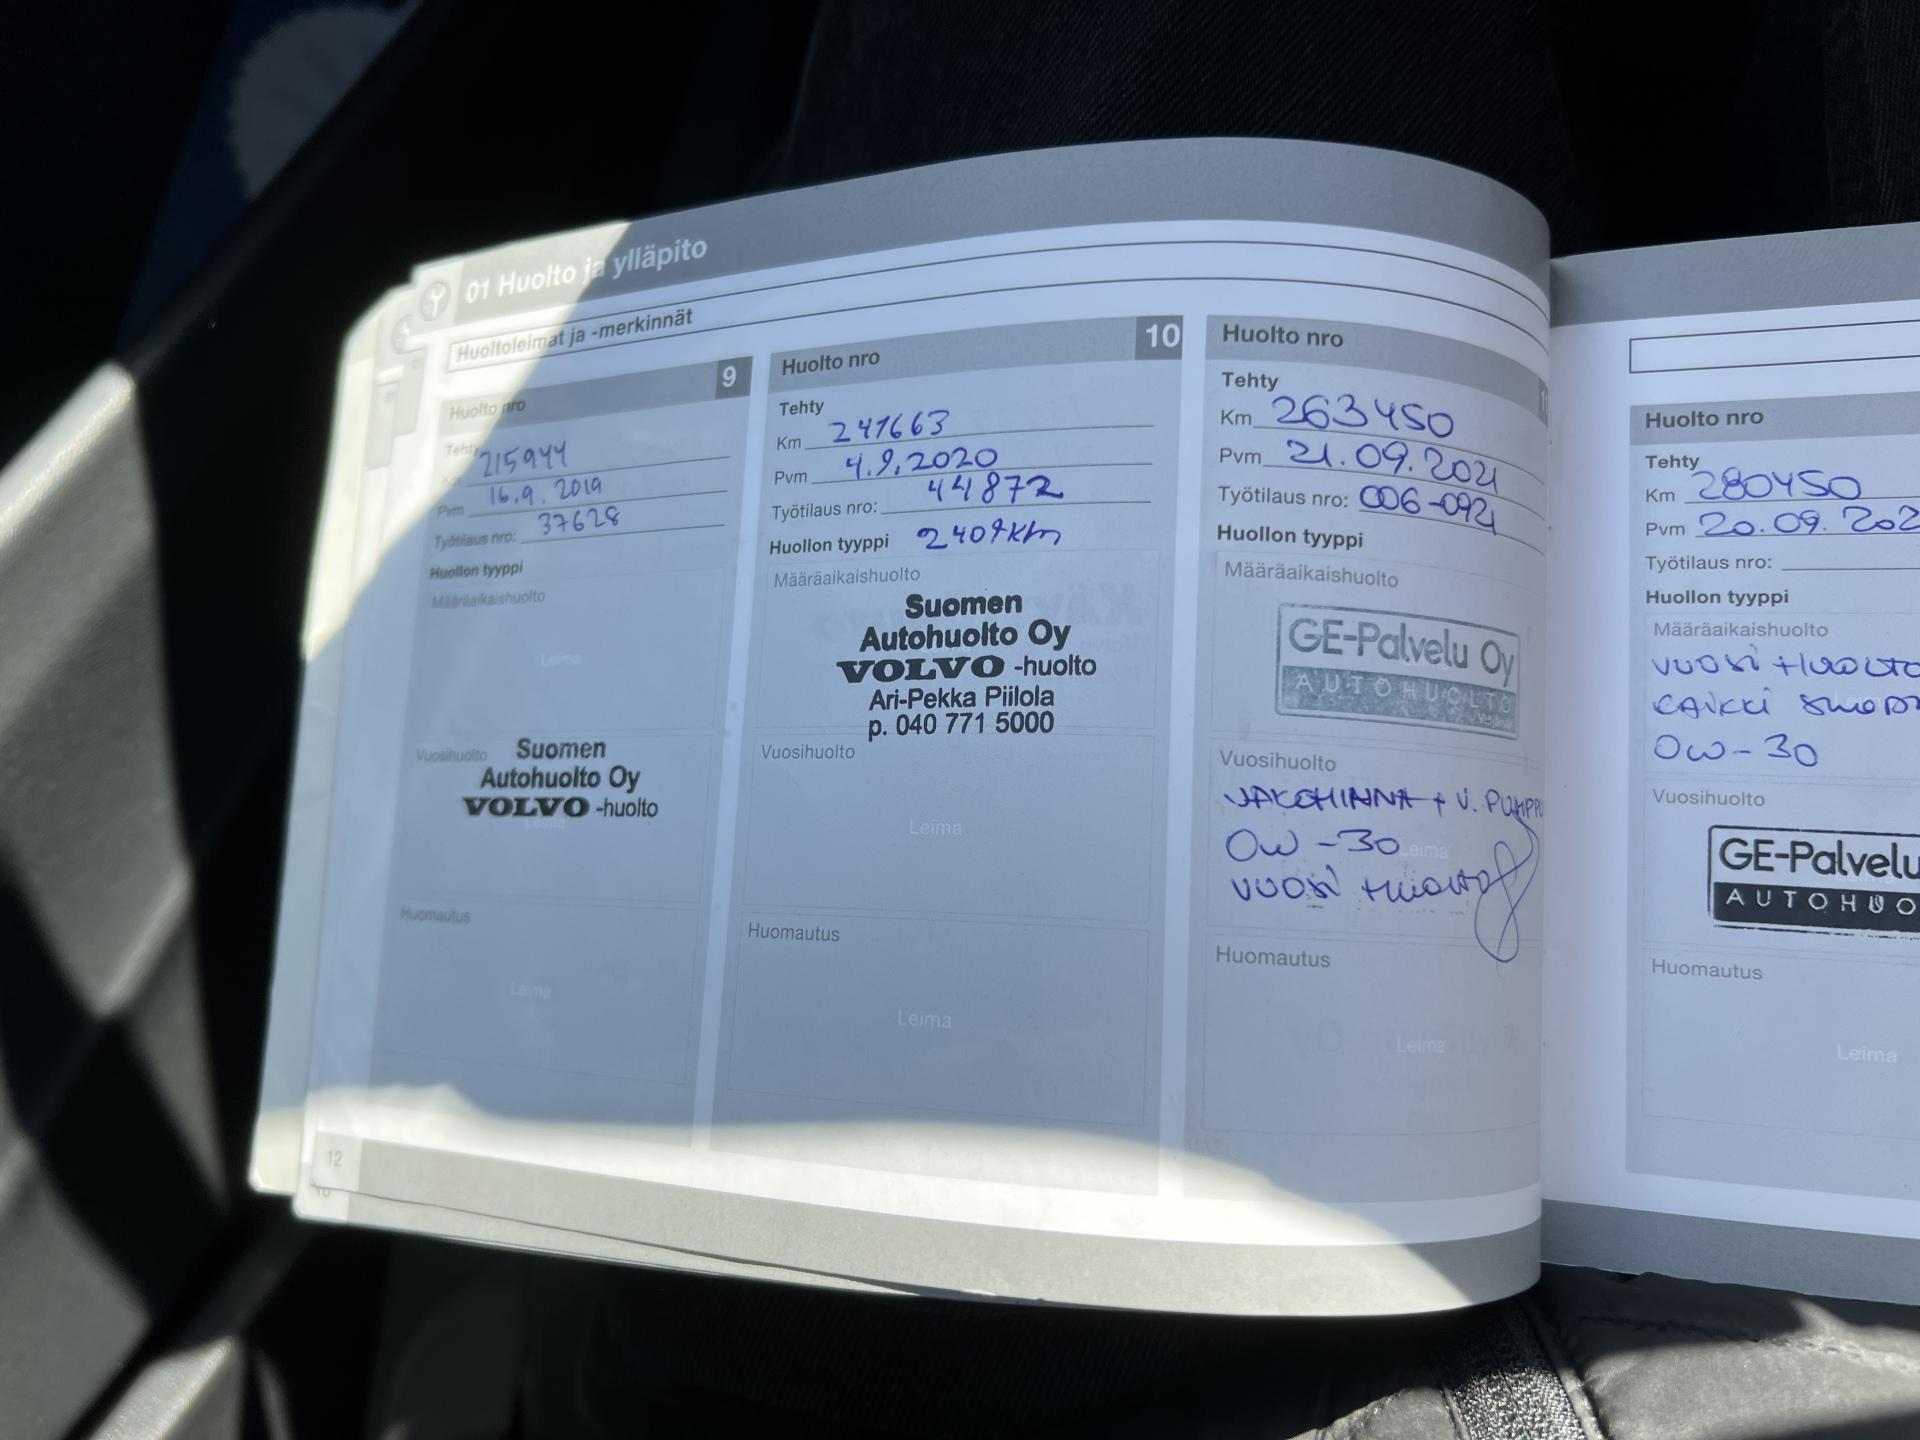 01 Huolto ja ylläpito
Huoltoleimat ja -merkinnät
Huolto nro 9
Tehty
Km 215944
Pvm 16.9.2019
Työtilaus nro: 37628
Huollon tyyppi
Määräaikaishuolto
Leima
Vuosihuolto
Suomen
Autohuolto Oy
VOLVO -huolto
Leima
Huomautus
Leima
12
Huolto nro 10
Tehty
Km 241663
Pvm 4.9.2020
Työtilaus nro: 44872
Huollon tyyppi 240tkm
Määräaikaishuolto
Suomen
Autohuolto Oy
VOLVO -huolto
Ari-Pekka Piilola
p. 040 771 5000
Vuosihuolto
Leima
Huomautus
Leima
Huolto nro 11
Tehty
Km 263450
Pvm 21.09.2021
Työtilaus nro: 006-0921
Huollon tyyppi
Määräaikaishuolto
GE-Palvelu Oy
AUTOHUOLTO
Vuosihuolto
JAKOHIHNA + V. PUMPPU
0W-30
Leima
VUOSI HUOLTO
Huomautus
Leima
Huolto nro
Tehty
Km 280450
Pvm 20.09.202
Työtilaus nro:
Huollon tyyppi
Määräaikaishuolto
VUOSI HUOLTO
KAIKKI
0W-30
Vuosihuolto
GE-Palvelu
AUTOHUO
Huomautus
Leima